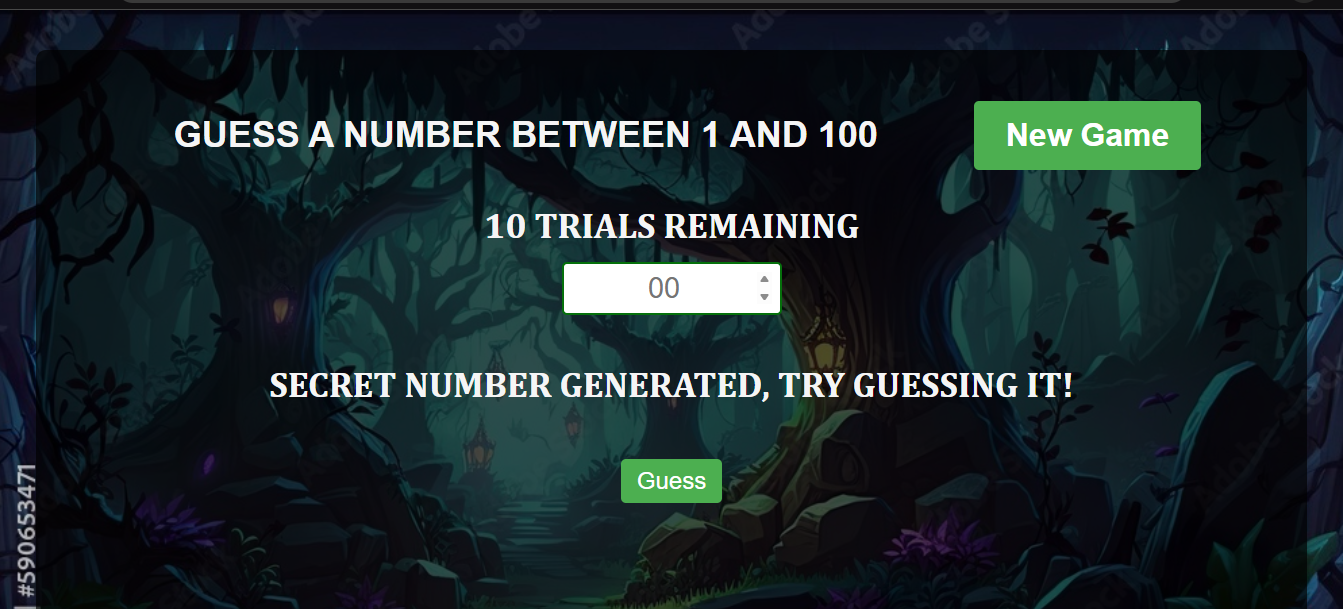 GUESS A NUMBER BETWEEN 1 AND 100
New Game
10 TRIALS REMAINING
00
SECRET NUMBER GENERATED, TRY GUESSING IT!
Guess
#590653471